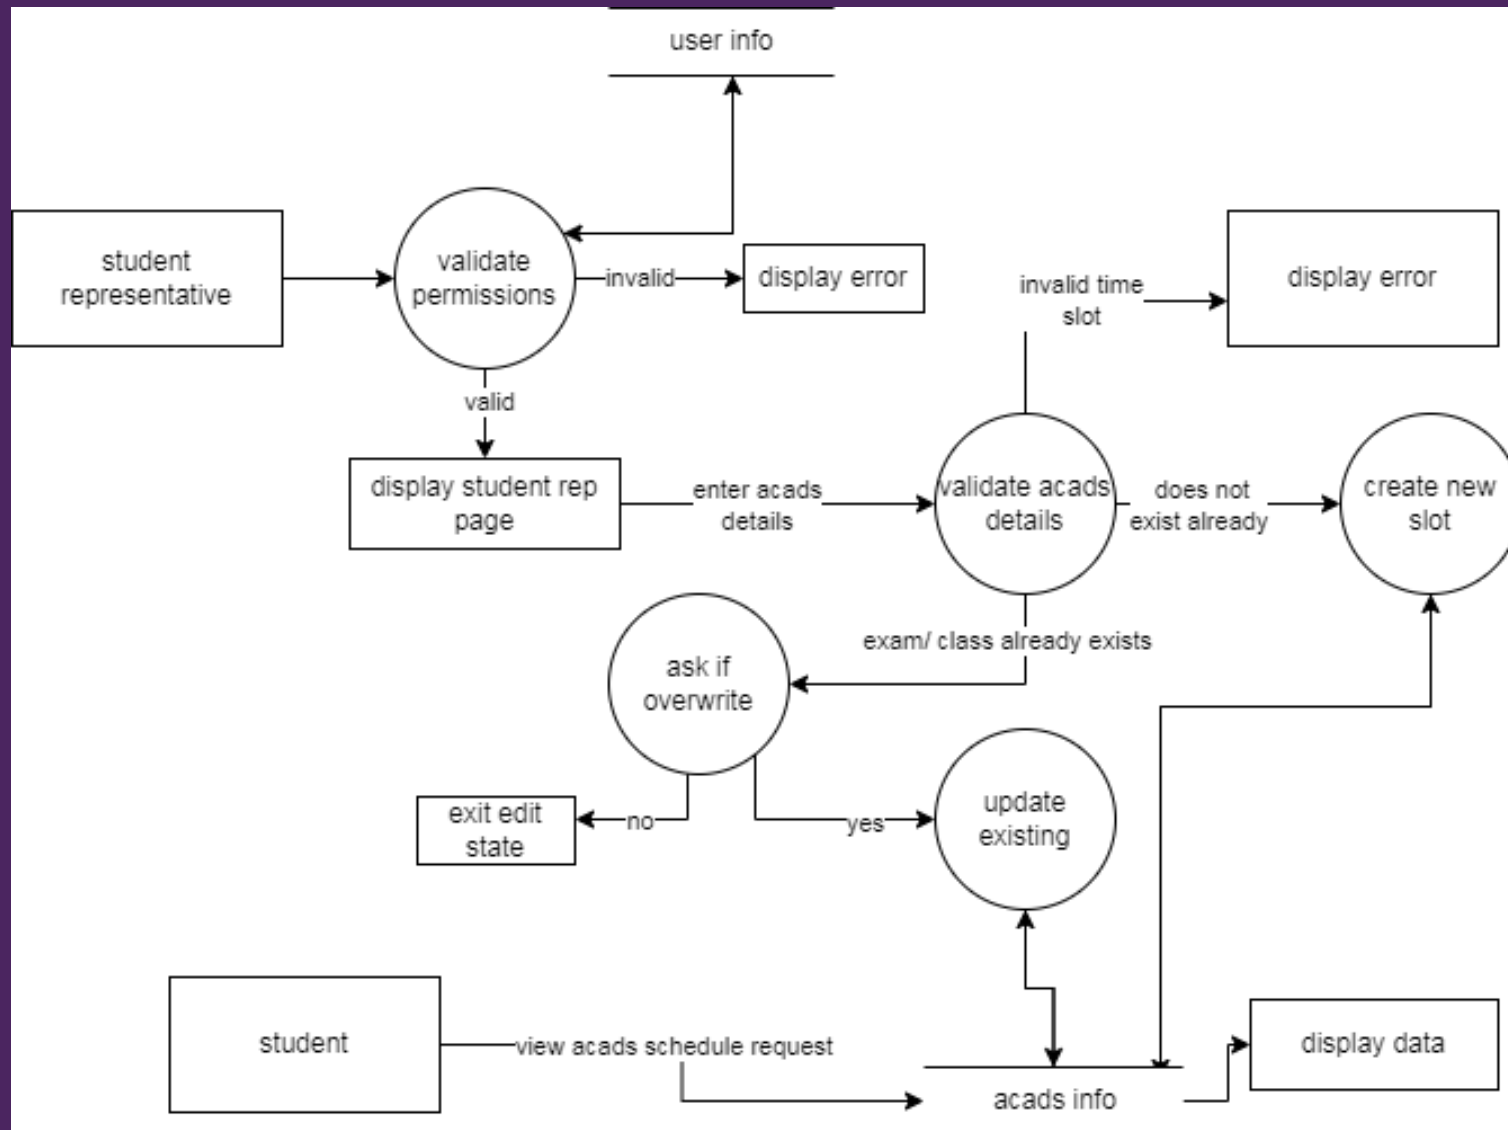 user info
student
representative
validate
permissions
invalid
display error
invalid time
slot
display error
valid
display student rep
page
enter acads
details
validate acads
details
does not
exist already
create new
slot
exam/ class already exists
ask if
overwrite
no
exit edit
state
yes
update
existing
student
view acads schedule request
acads info
display data